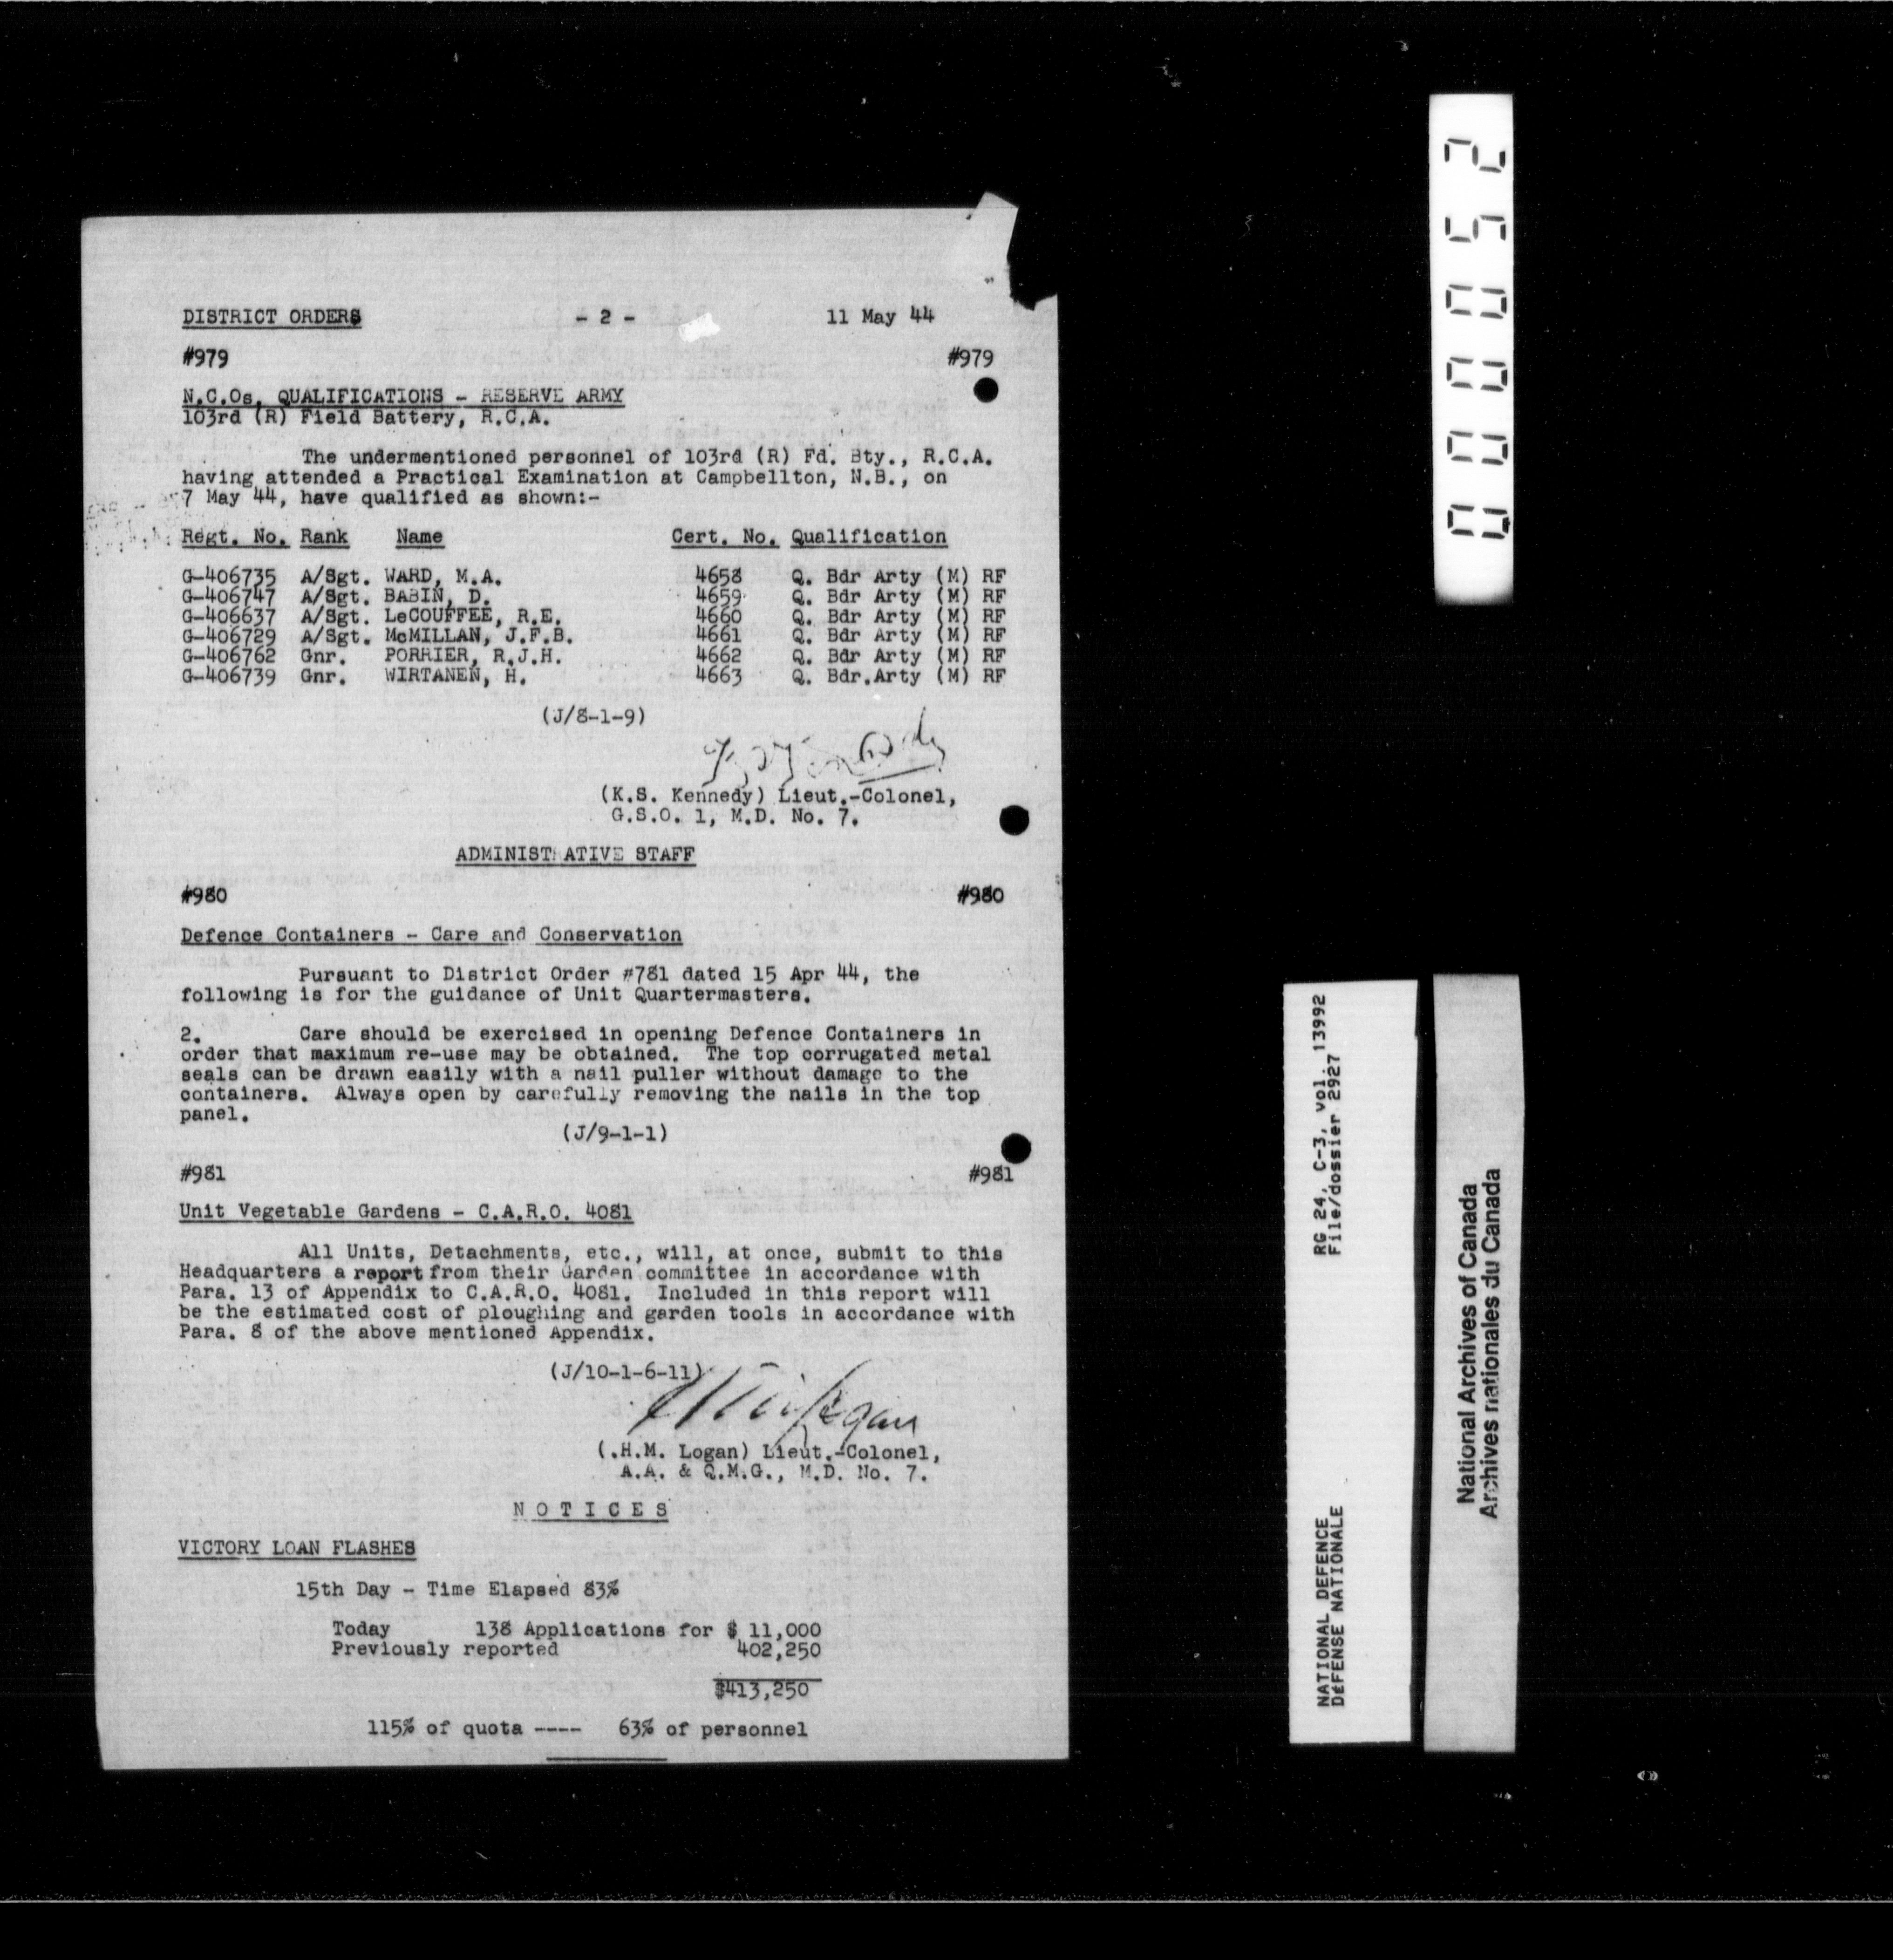 DISTRICT ORDERS - 2 - 11 May 44
#979 #979
N.C.Os. QUALIFICATIONS - RESERVE ARMY
103rd (R) Field Battery, R.C.A.
The undermentioned personnel of 103rd (R) Fd. Bty., R.C.A.
having attended a Practical Examination at Campbellton, N.B., on
7 May 44, have qualified as shown:-
Regt. No. Rank Name Cert. No. Qualification
G-406735 A/Sgt. WARD, M.A. 4658 Q. Bdr Arty (M) RF
G-406747 A/Sgt. BABIN, D. 4659 Q. Bdr Arty (M) RF
G-406637 A/Sgt. LeCOUFFEE, R.E. 4660 Q. Bdr Arty (M) RF
G-406729 A/Sgt. McMILLAN, J.F.B. 4661 Q. Bdr Arty (M) RF
G-406762 Gnr. PORRIER, R.J.H. 4662 Q. Bdr Arty (M) RF
G-406739 Gnr. WIRTANEN, H. 4663 Q. Bdr.Arty (M) RF
(J/8-1-9)
(K.S. Kennedy) Lieut.-Colonel,
G.S.O. 1, M.D. No. 7.
ADMINISTRATIVE STAFF
#980 #980
Defence Containers - Care and Conservation
Pursuant to District Order #781 dated 15 Apr 44, the
following is for the guidance of Unit Quartermasters.
2. Care should be exercised in opening Defence Containers in
order that maximum re-use may be obtained. The top corrugated metal
seals can be drawn easily with a nail puller without damage to the
containers. Always open by carefully removing the nails in the top
panel.
(J/9-1-1)
#981 #981
Unit Vegetable Gardens - C.A.R.O. 4081
All Units, Detachments, etc., will, at once, submit to this
Headquarters a report from their Garden committee in accordance with
Para. 13 of Appendix to C.A.R.O. 4081. Included in this report will
be the estimated cost of ploughing and garden tools in accordance with
Para. 8 of the above mentioned Appendix.
(J/10-1-6-11)
(.H.M. Logan) Lieut.-Colonel,
A.A. & Q.M.G., M.D. No. 7.
N O T I C E S
VICTORY LOAN FLASHES
15th Day - Time Elapsed 83%
Today 138 Applications for $ 11,000
Previously reported 402,250
$413,250
115% of quota ---- 63% of personnel
000052
RG 24, C-3, vol. 13992
File/dossier 2927
NATIONAL DEFENCE
DÉFENSE NATIONALE
National Archives of Canada
Archives nationales du Canada